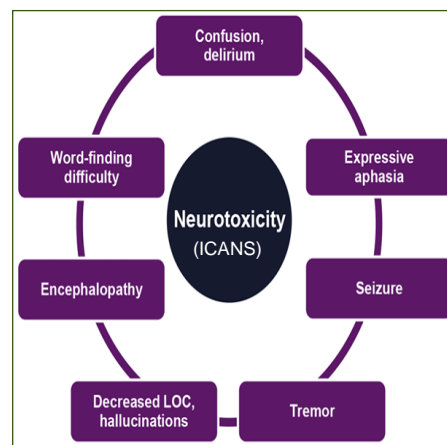 Confusion,
delirium
Word-finding
difficulty
Expressive
aphasia
Neurotoxicity
(ICANS)
Encephalopathy
Seizure
Decreased LOC,
hallucinations
Tremor